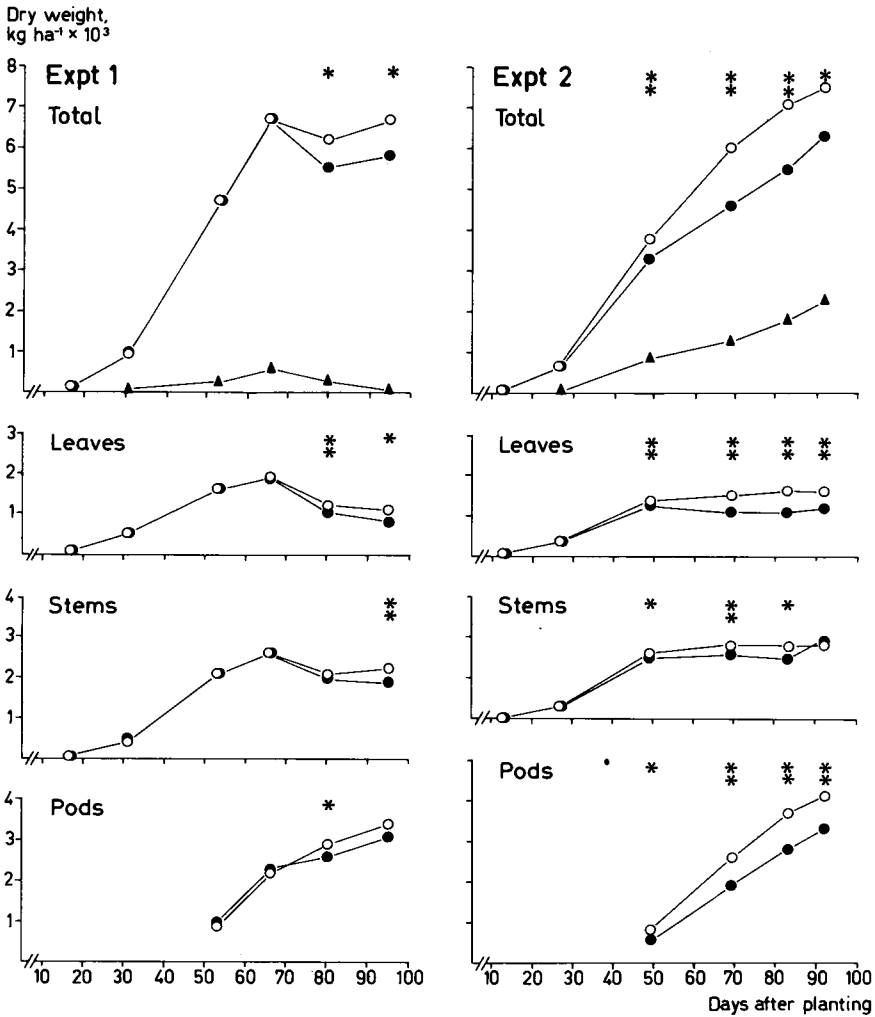 Dry weight,
kg ha⁻¹ × 10³
8
7
6
5
4
3
2
1
Expt 1
Total
* *
Expt 2
Total
** ** ** *
3
2
1
Leaves
** *
Leaves
** ** ** **
4
3
2
1
Stems
**
Stems
* ** *
4
3
2
1
Pods
*
Pods
* ** ** **
10 20 30 40 50 60 70 80 90 100
10 20 30 40 50 60 70 80 90 100
Days after planting